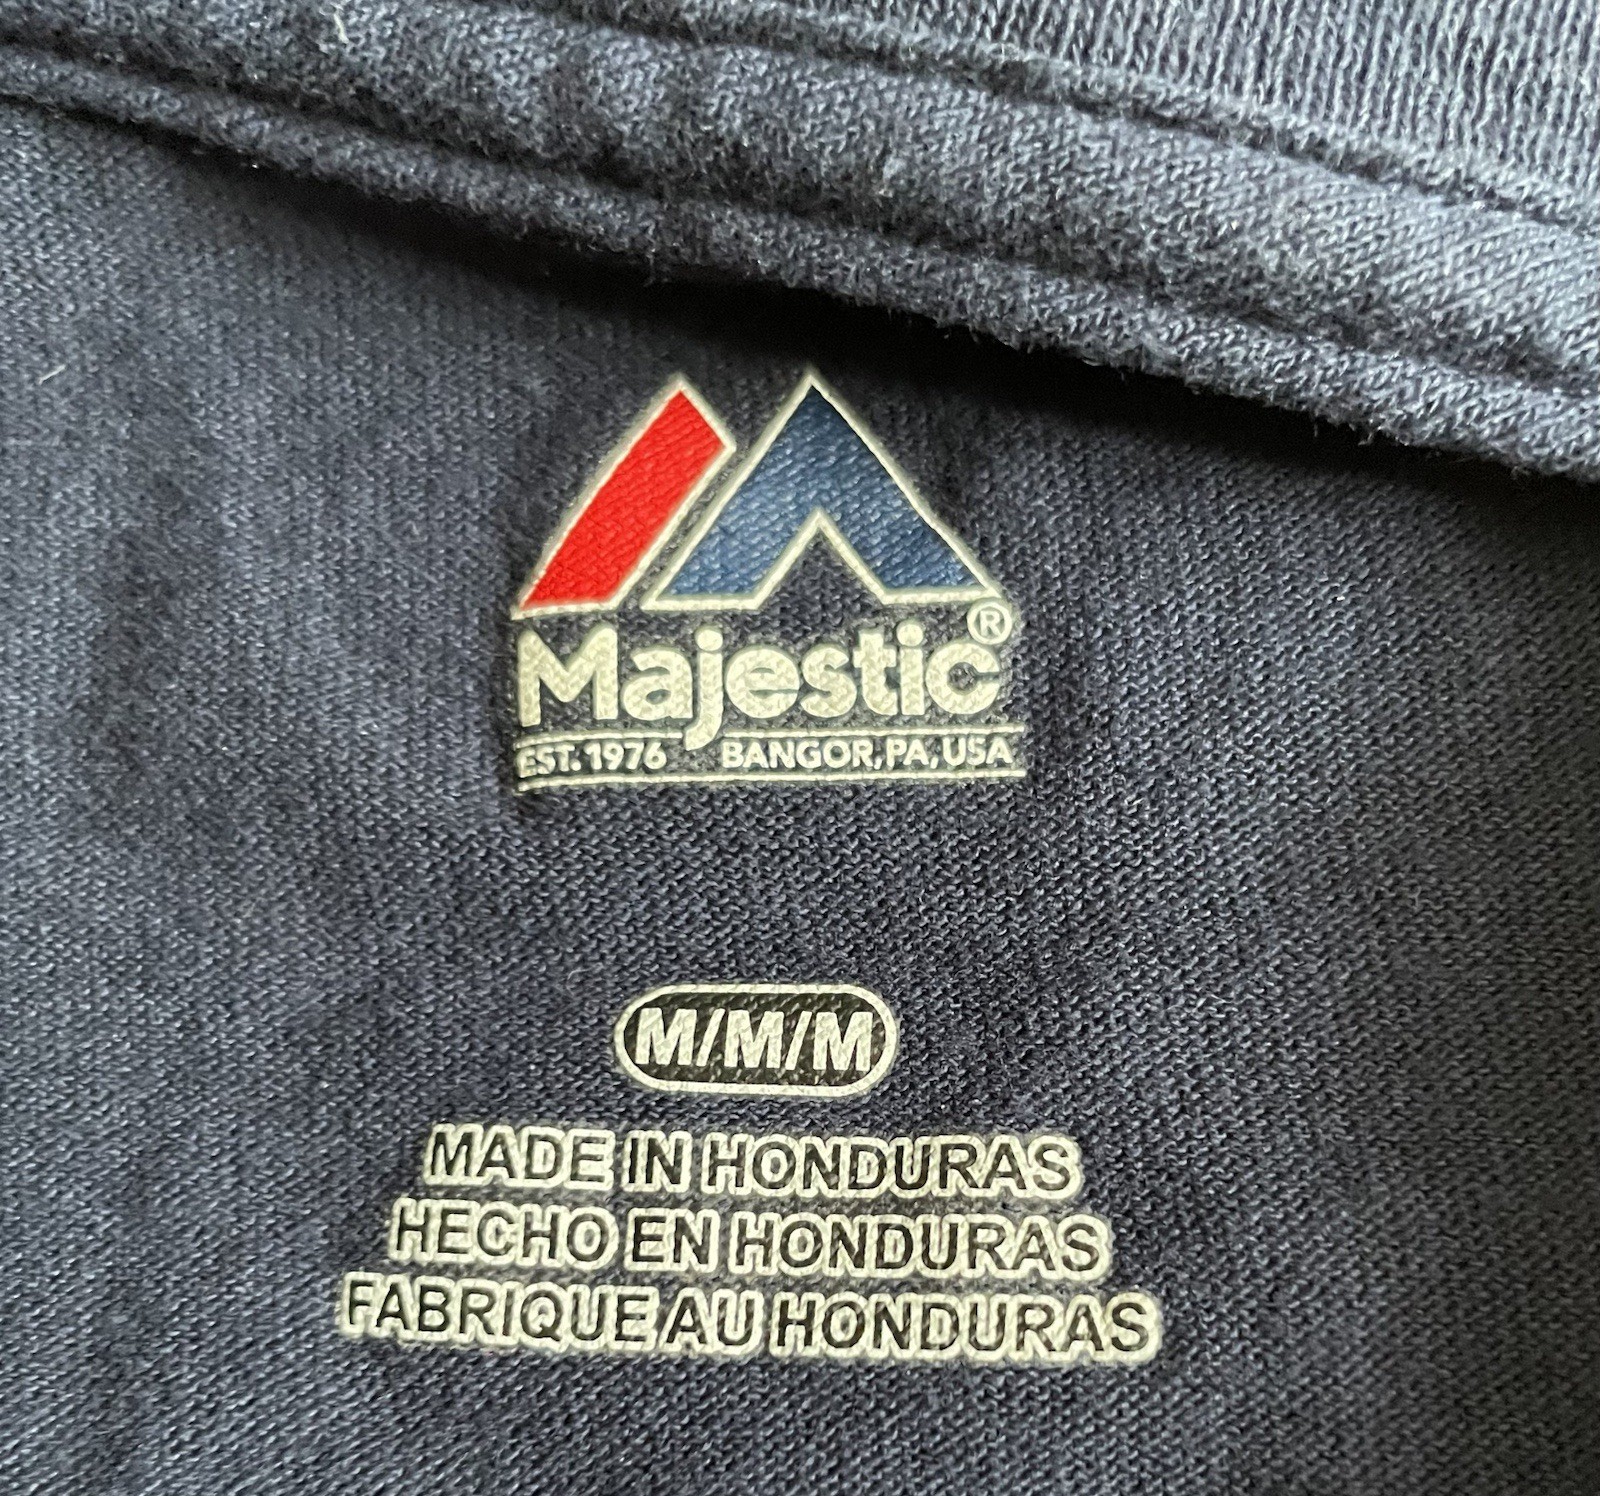 Majestic®
EST. 1976 BANGOR, PA, USA
M/M/M
MADE IN HONDURAS
HECHO EN HONDURAS
FABRIQUE AU HONDURAS